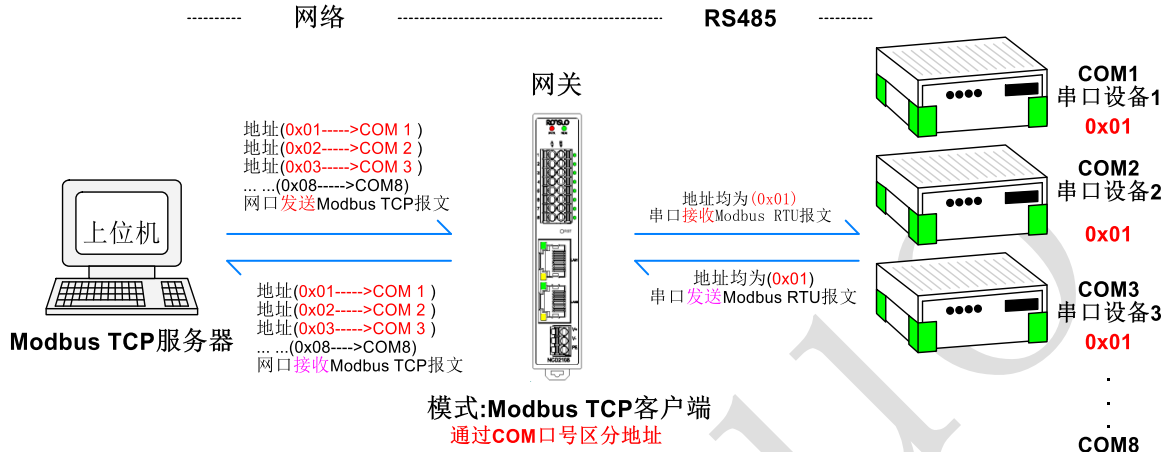 网络
RS485
网关
COM1
串口设备1
0x01
地址(0x01----->COM 1 )
地址(0x02----->COM 2 )
地址(0x03----->COM 3 )
... ...(0x08----->COM8)
网口发送Modbus TCP报文
上位机
地址均为(0x01)
串口接收Modbus RTU报文
COM2
串口设备2
0x01
地址(0x01----->COM 1 )
地址(0x02----->COM 2 )
地址(0x03----->COM 3 )
... ...(0x08----->COM8)
网口接收Modbus TCP报文
地址均为(0x01)
串口发送Modbus RTU报文
COM3
串口设备3
0x01
Modbus TCP服务器
V+
V-
PE
NCD2168
模式:Modbus TCP客户端
通过COM口号区分地址
COM8